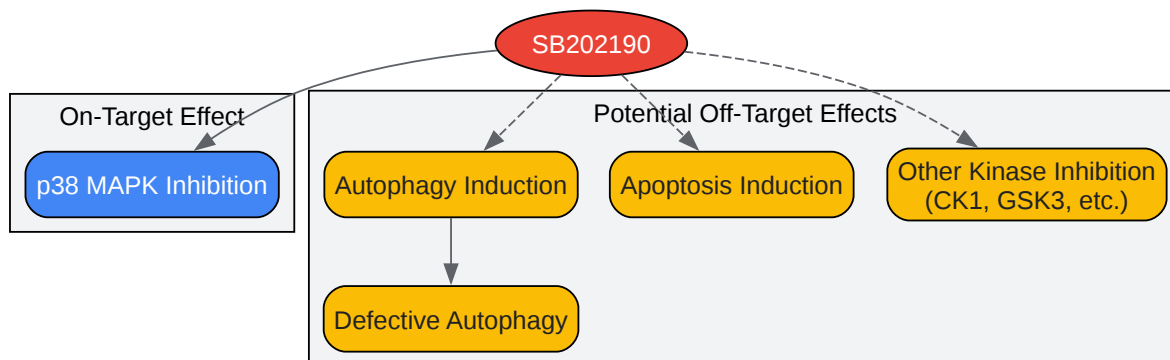 SB202190
On-Target Effect
Potential Off-Target Effects
p38 MAPK Inhibition
Autophagy Induction
Apoptosis Induction
Other Kinase Inhibition
(CK1, GSK3, etc.)
Defective Autophagy